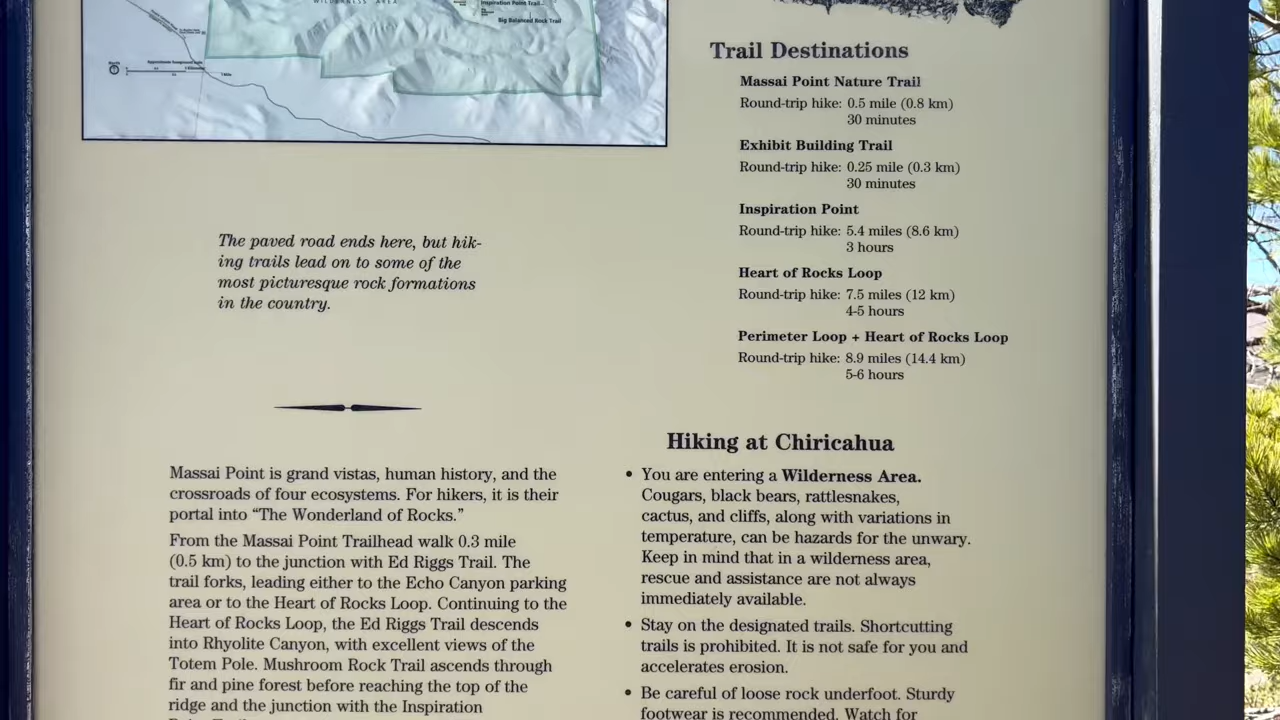 WILDERNESS AREA
Inspiration Point Trail
Big Balanced Rock Trail
North
1 Mile
Trail Destinations
Massai Point Nature Trail
Round-trip hike: 0.5 mile (0.8 km)
30 minutes
Exhibit Building Trail
Round-trip hike: 0.25 mile (0.3 km)
30 minutes
Inspiration Point
Round-trip hike: 5.4 miles (8.6 km)
3 hours
Heart of Rocks Loop
Round-trip hike: 7.5 miles (12 km)
4-5 hours
Perimeter Loop + Heart of Rocks Loop
Round-trip hike: 8.9 miles (14.4 km)
5-6 hours
The paved road ends here, but hik-
ing trails lead on to some of the
most picturesque rock formations
in the country.
Massai Point is grand vistas, human history, and the
crossroads of four ecosystems. For hikers, it is their
portal into “The Wonderland of Rocks.”
From the Massai Point Trailhead walk 0.3 mile
(0.5 km) to the junction with Ed Riggs Trail. The
trail forks, leading either to the Echo Canyon parking
area or to the Heart of Rocks Loop. Continuing to the
Heart of Rocks Loop, the Ed Riggs Trail descends
into Rhyolite Canyon, with excellent views of the
Totem Pole. Mushroom Rock Trail ascends through
fir and pine forest before reaching the top of the
ridge and the junction with the Inspiration
Hiking at Chiricahua
• You are entering a Wilderness Area.
Cougars, black bears, rattlesnakes,
cactus, and cliffs, along with variations in
temperature, can be hazards for the unwary.
Keep in mind that in a wilderness area,
rescue and assistance are not always
immediately available.
• Stay on the designated trails. Shortcutting
trails is prohibited. It is not safe for you and
accelerates erosion.
• Be careful of loose rock underfoot. Sturdy
footwear is recommended. Watch for